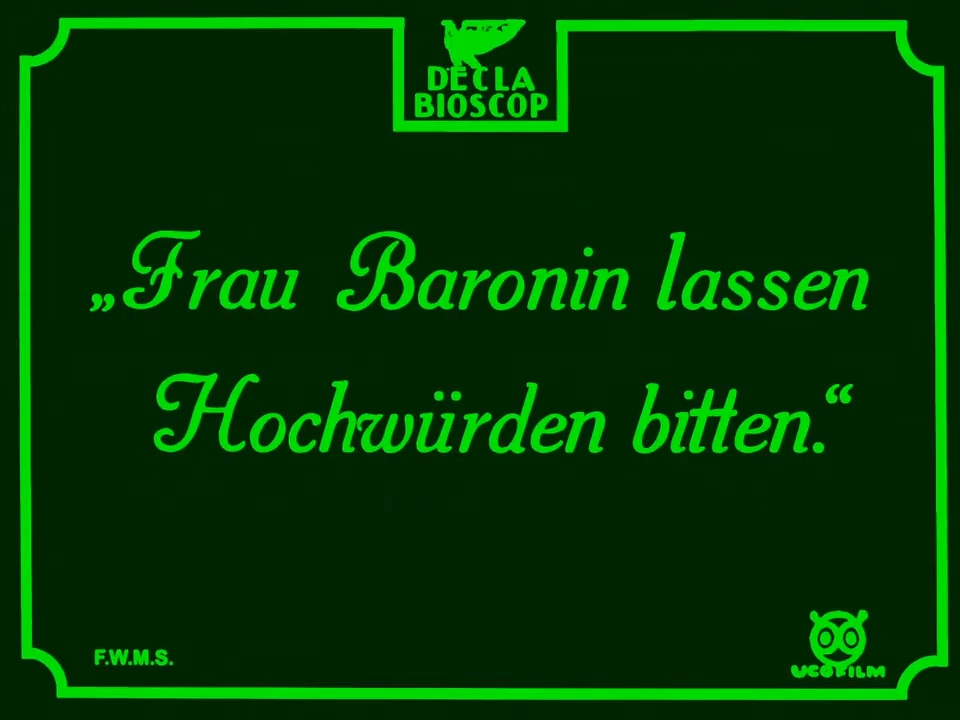 DECLA
BIOSCOP
„Frau Baronin lassen
Hochwürden bitten.“
F.W.M.S.
UCOFILM